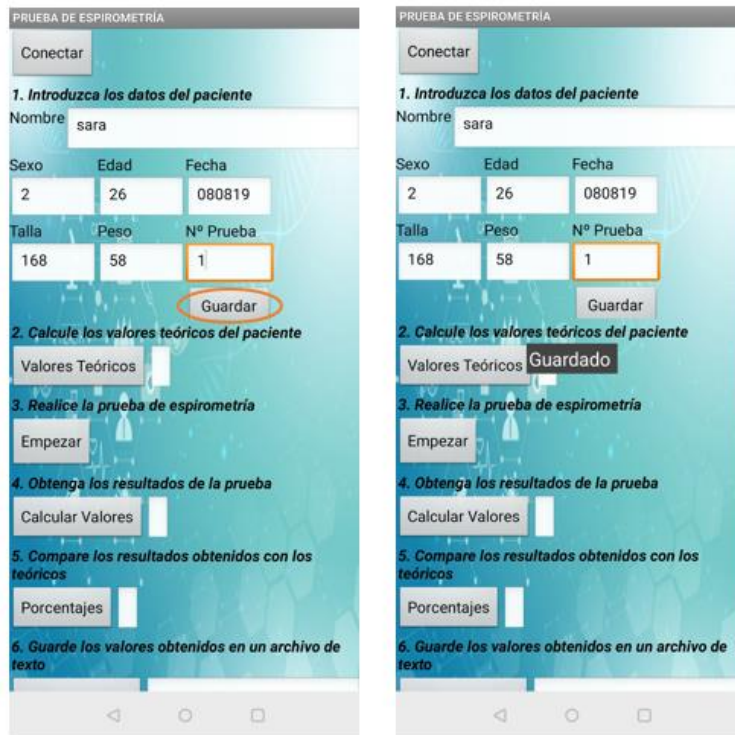 PRUEBA DE ESPIROMETRÍA
Conectar
1. Introduzca los datos del paciente
Nombre sara
Sexo Edad Fecha
2 26 080819
Talla Peso Nº Prueba
168 58 1
Guardar
2. Calcule los valores teóricos del paciente
Valores Teóricos
3. Realice la prueba de espirometría
Empezar
4. Obtenga los resultados de la prueba
Calcular Valores
5. Compare los resultados obtenidos con los
teóricos
Porcentajes
6. Guarde los valores obtenidos en un archivo de
texto
PRUEBA DE ESPIROMETRÍA
Conectar
1. Introduzca los datos del paciente
Nombre sara
Sexo Edad Fecha
2 26 080819
Talla Peso Nº Prueba
168 58 1
Guardar
2. Calcule los valores teóricos del paciente
Valores Teóricos Guardado
3. Realice la prueba de espirometría
Empezar
4. Obtenga los resultados de la prueba
Calcular Valores
5. Compare los resultados obtenidos con los
teóricos
Porcentajes
6. Guarde los valores obtenidos en un archivo de
texto